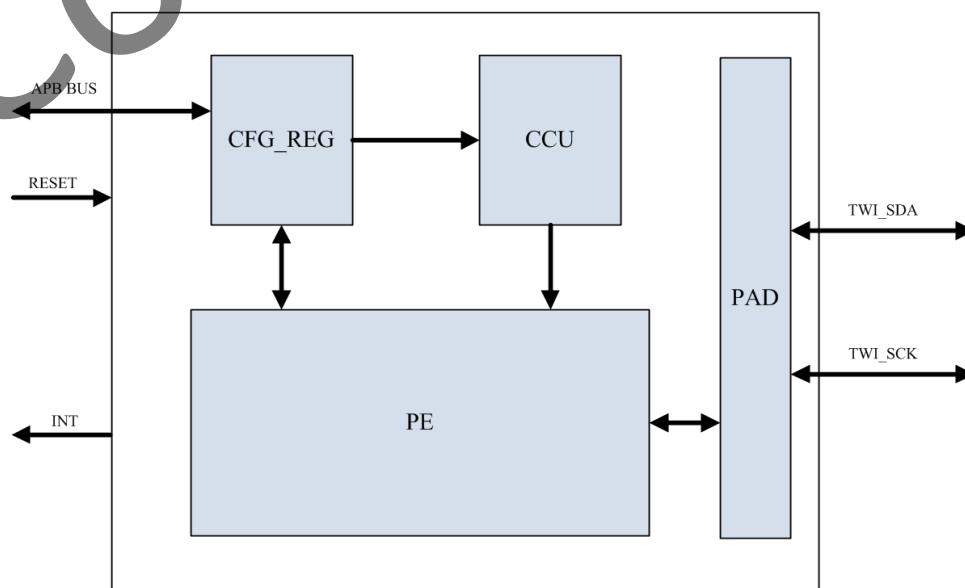 APB BUS
CFG_REG
CCU
RESET
TWI_SDA
PAD
TWI_SCK
INT
PE